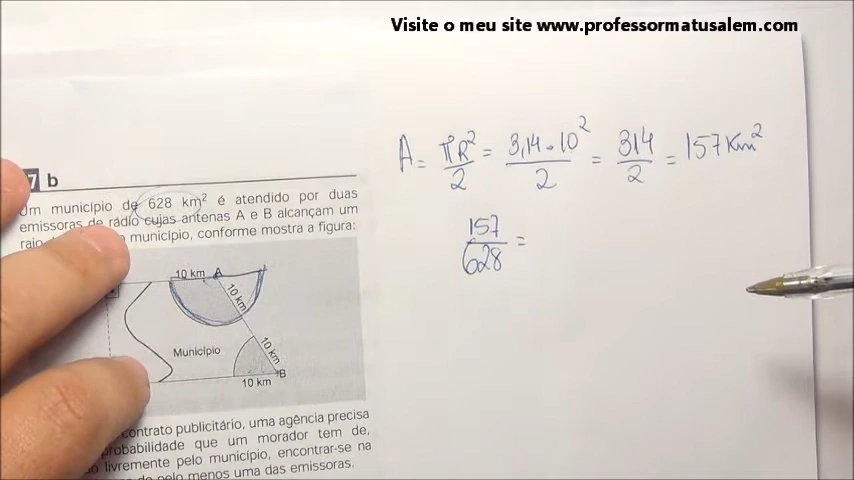 Visite o meu site www.professormatusalem.com
A = πR²/2 = 3,14 · 10²/2 = 314/2 = 157 Km²
157/628 =
7 b
Um município de 628 km² é atendido por duas
emissoras de rádio cujas antenas A e B alcançam um
município, conforme mostra a figura:
10 km A
10 km
Município
10 km
10 km B
contrato publicitário, uma agência precisa
probabilidade que um morador tem de,
livremente pelo município, encontrar-se na
pelo menos uma das emissoras.